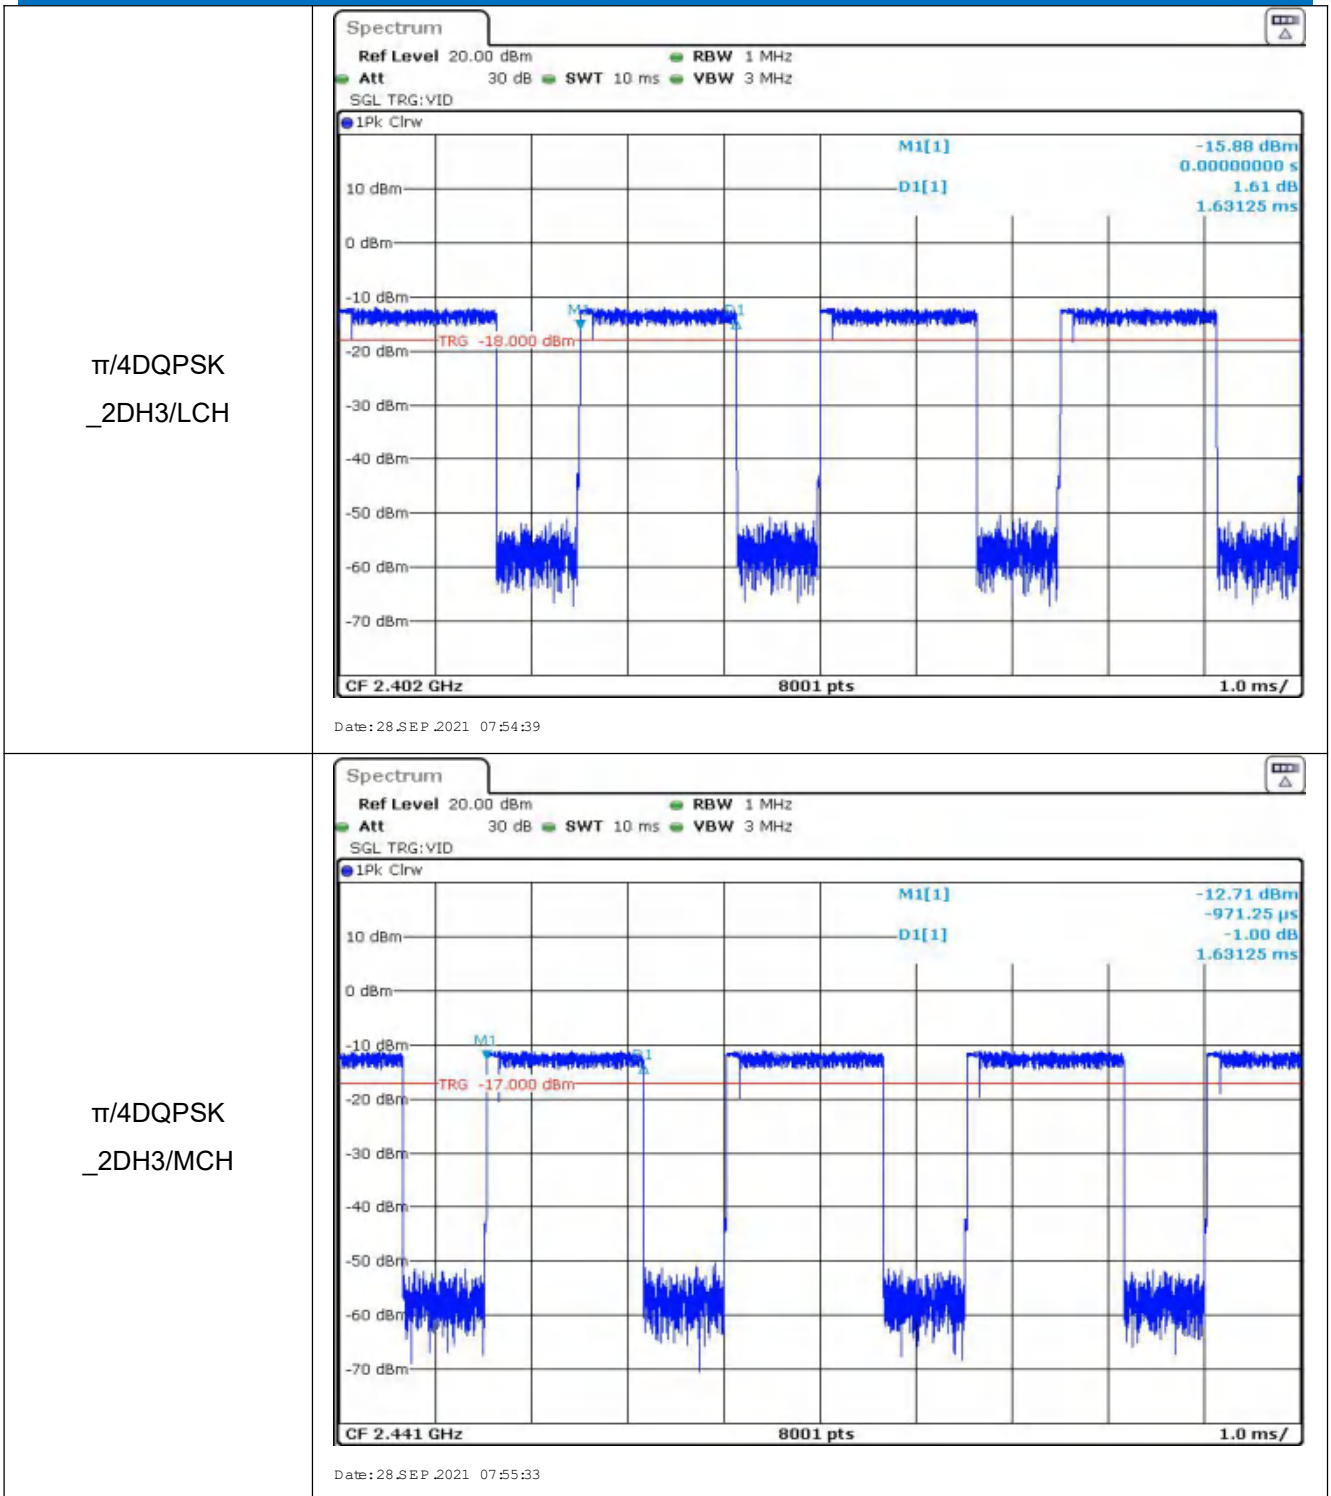 π/4DQPSK
_2DH3/LCH
Spectrum
Ref Level 20.00 dBm RBW 1 MHz
Att 30 dB SWT 10 ms VBW 3 MHz
SGL TRG:VID
1Pk Clrw
M1[1] -15.88 dBm
0.00000000 s
D1[1] 1.61 dB
1.63125 ms
10 dBm
0 dBm
-10 dBm
M1 D1
TRG -18.000 dBm
-20 dBm
-30 dBm
-40 dBm
-50 dBm
-60 dBm
-70 dBm
CF 2.402 GHz 8001 pts 1.0 ms/
Date: 28.SEP.2021 07:54:39
π/4DQPSK
_2DH3/MCH
Spectrum
Ref Level 20.00 dBm RBW 1 MHz
Att 30 dB SWT 10 ms VBW 3 MHz
SGL TRG:VID
1Pk Clrw
M1[1] -12.71 dBm
-971.25 µs
D1[1] -1.00 dB
1.63125 ms
10 dBm
0 dBm
-10 dBm
M1 D1
TRG -17.000 dBm
-20 dBm
-30 dBm
-40 dBm
-50 dBm
-60 dBm
-70 dBm
CF 2.441 GHz 8001 pts 1.0 ms/
Date: 28.SEP.2021 07:55:33